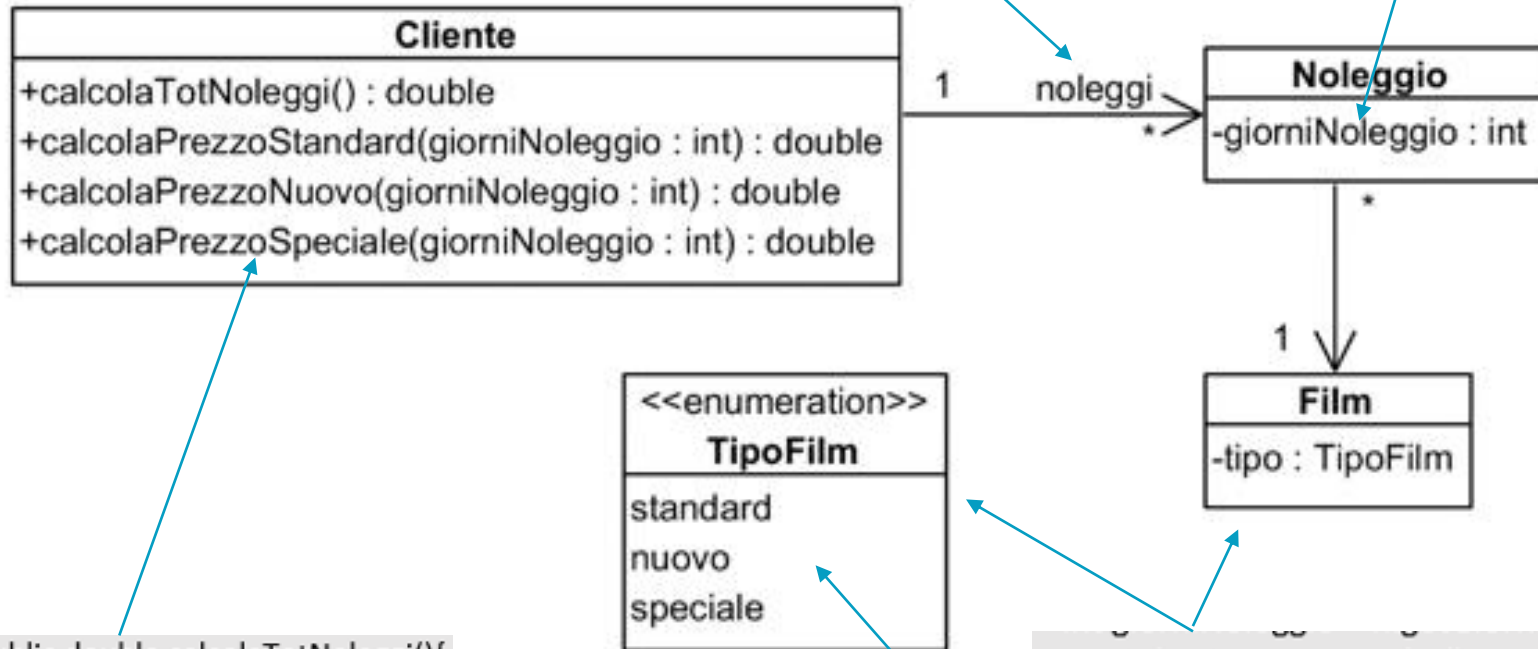 Cliente
+calcolaTotNoleggi() : double
+calcolaPrezzoStandard(giorniNoleggio : int) : double
+calcolaPrezzoNuovo(giorniNoleggio : int) : double
+calcolaPrezzoSpeciale(giorniNoleggio : int) : double
1
noleggi
*
Noleggio
-giorniNoleggio : int
*
1
Film
-tipo : TipoFilm
<<enumeration>>
TipoFilm
standard
nuovo
speciale